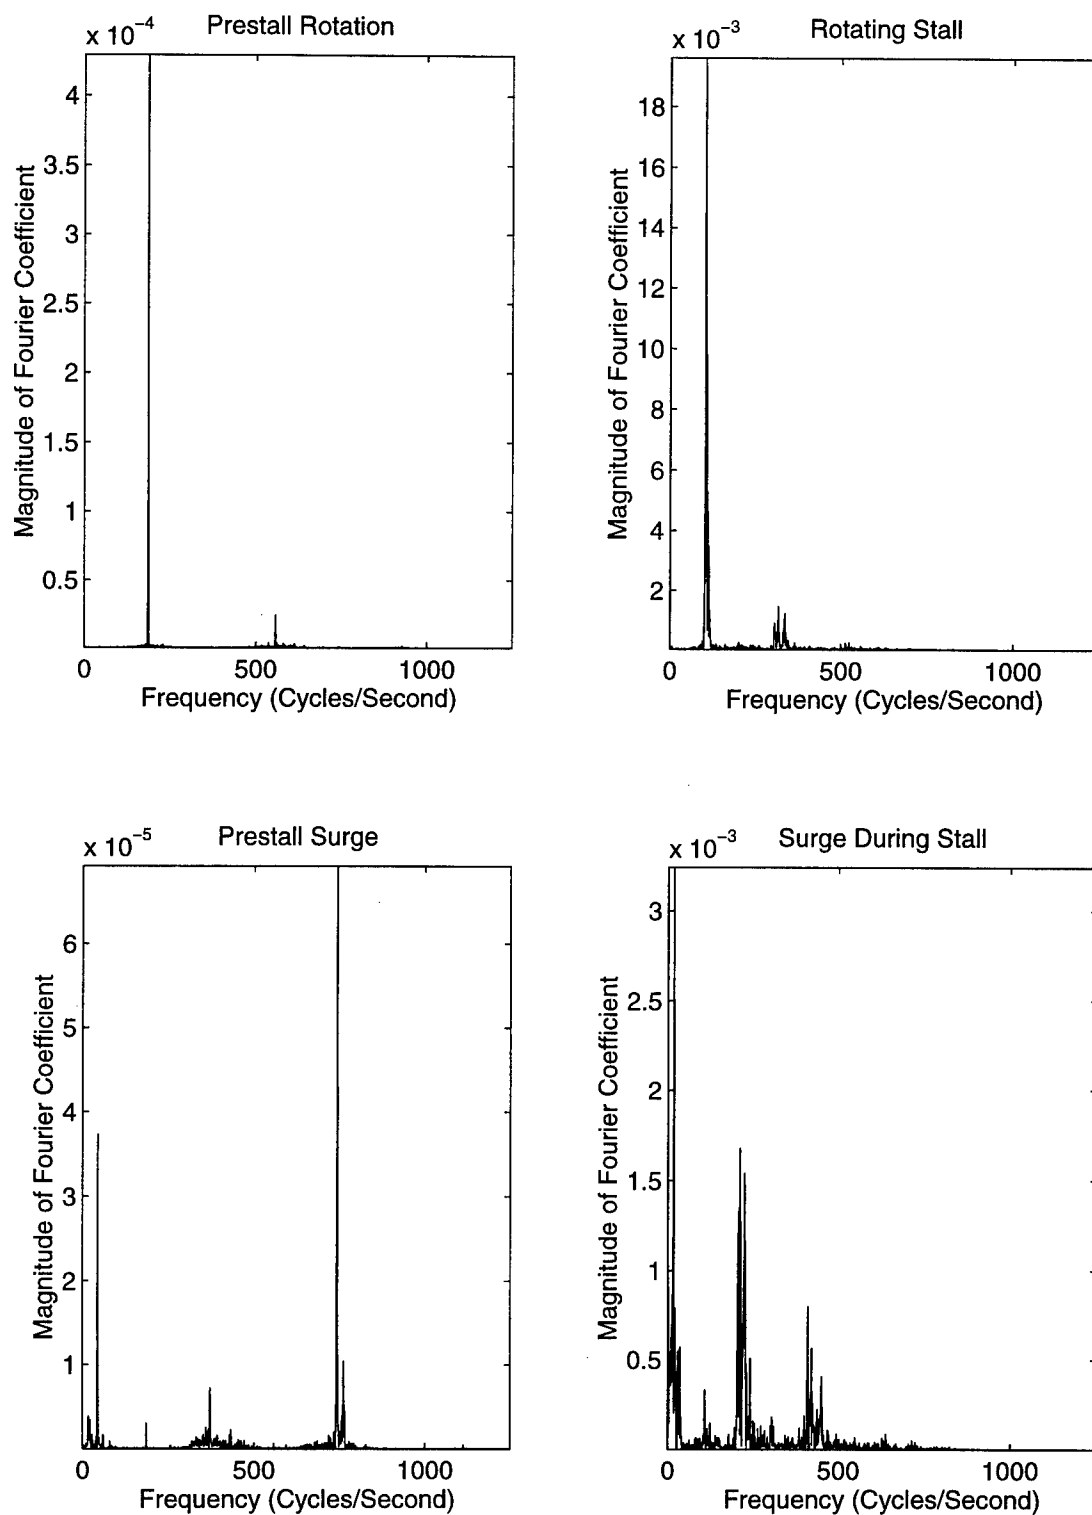 x 10⁻⁴
Prestall Rotation
Magnitude of Fourier Coefficient
4
3.5
3
2.5
2
1.5
1
0.5
0
500
1000
Frequency (Cycles/Second)
x 10⁻³
Rotating Stall
Magnitude of Fourier Coefficient
18
16
14
12
10
8
6
4
2
0
500
1000
Frequency (Cycles/Second)
x 10⁻⁵
Prestall Surge
Magnitude of Fourier Coefficient
6
5
4
3
2
1
0
500
1000
Frequency (Cycles/Second)
x 10⁻³
Surge During Stall
Magnitude of Fourier Coefficient
3
2.5
2
1.5
1
0.5
0
500
1000
Frequency (Cycles/Second)